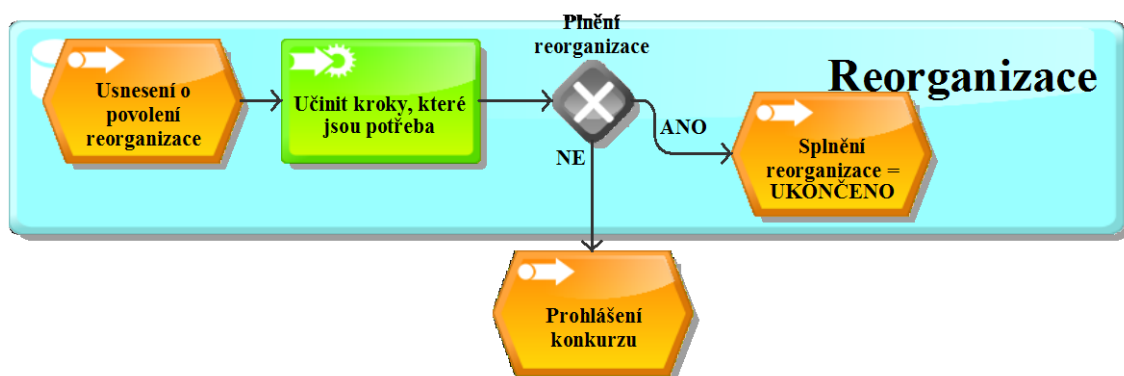 Plnění
reorganizace
Reorganizace
Usnesení o
povolení
reorganizace
Učinit kroky, které
jsou potřeba
ANO
NE
Splnění
reorganizace =
UKONČENO
Prohlášení
konkurzu